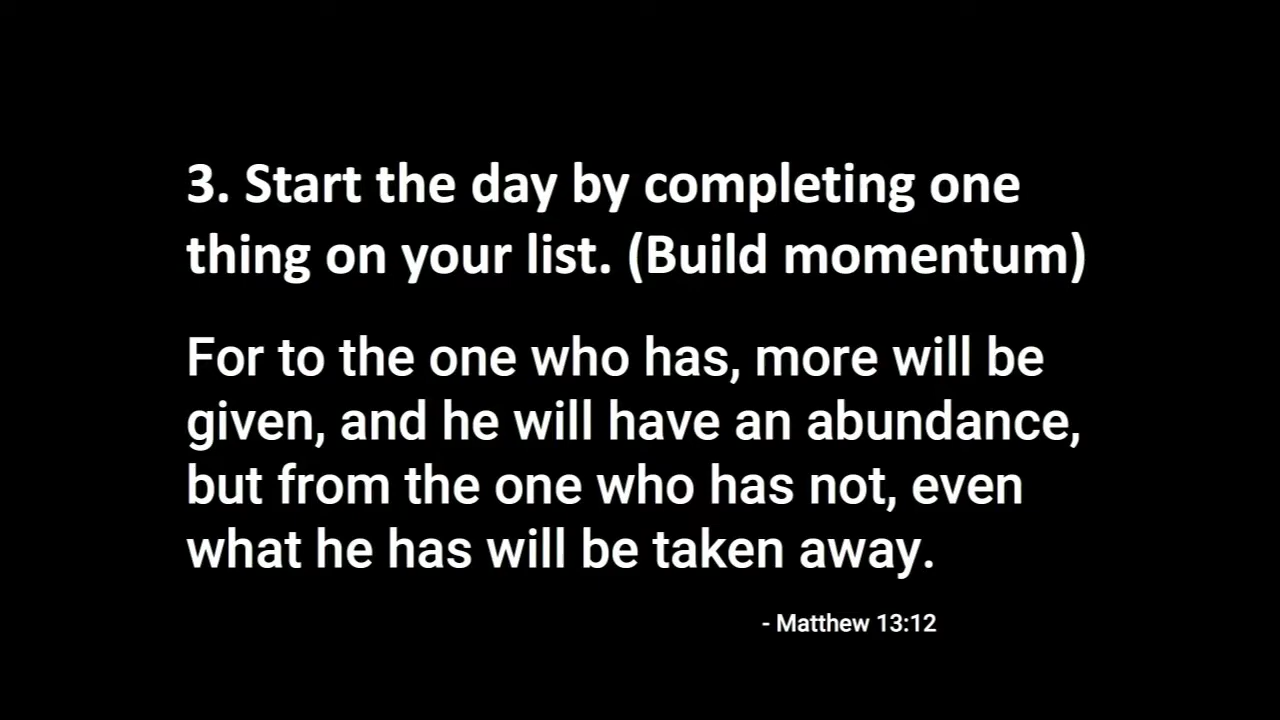 3. Start the day by completing one
thing on your list. (Build momentum)
For to the one who has, more will be
given, and he will have an abundance,
but from the one who has not, even
what he has will be taken away.
- Matthew 13:12